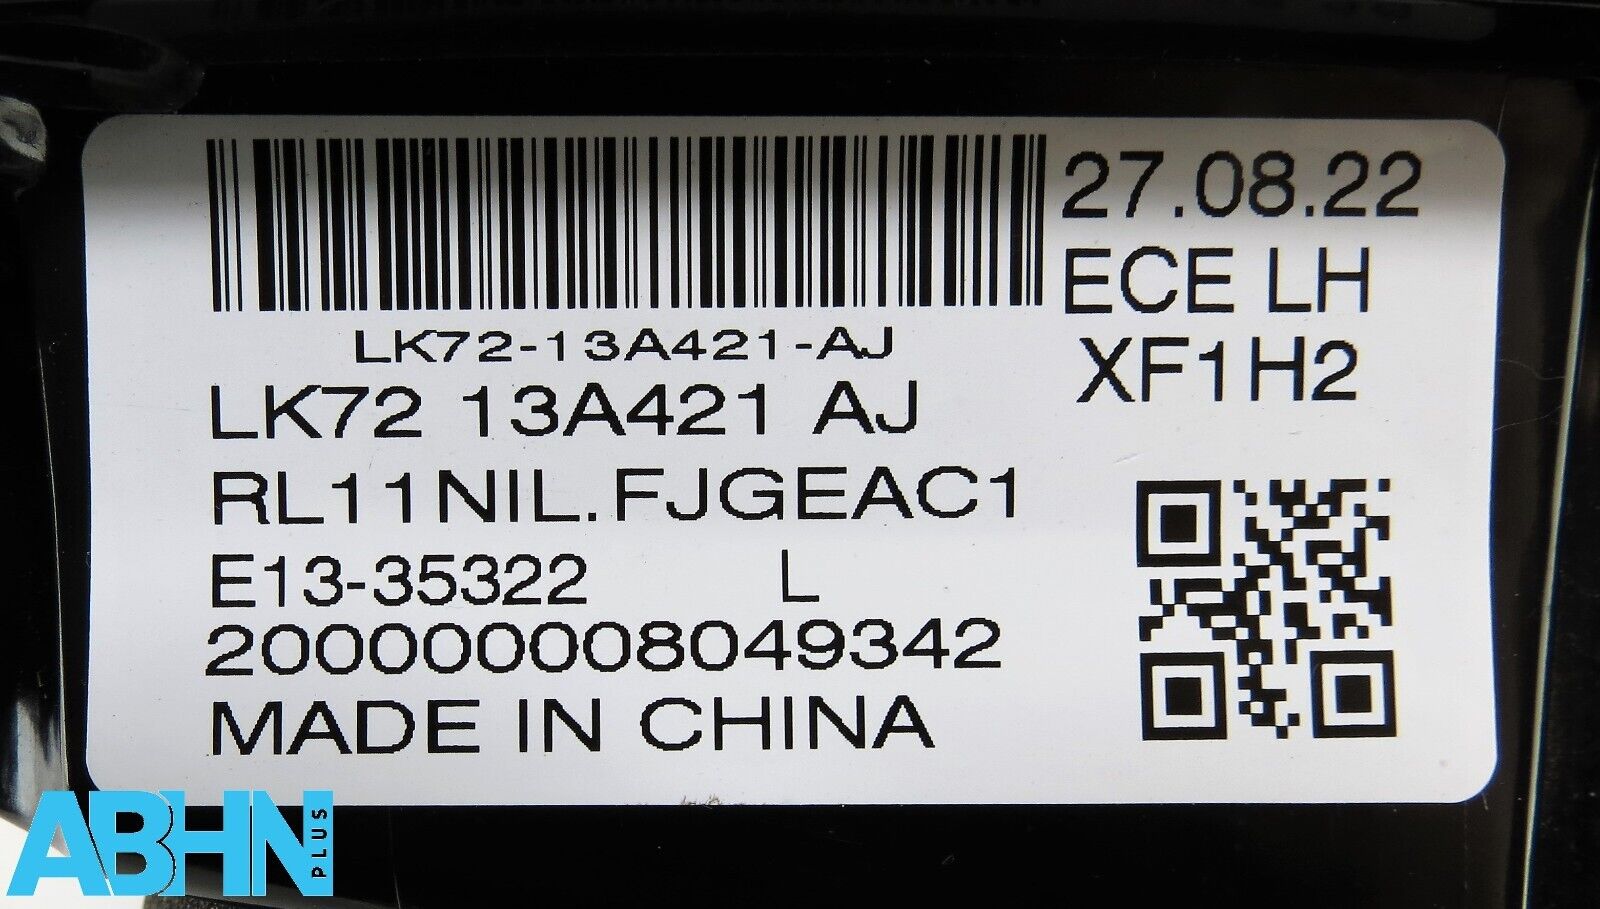 27.08.22
ECE LH
XF1H2
LK72-13A421-AJ
LK72 13A421 AJ
RL11NIL.FJGEAC1
E13-35322 L
200000008049342
MADE IN CHINA
ABHN PLUS